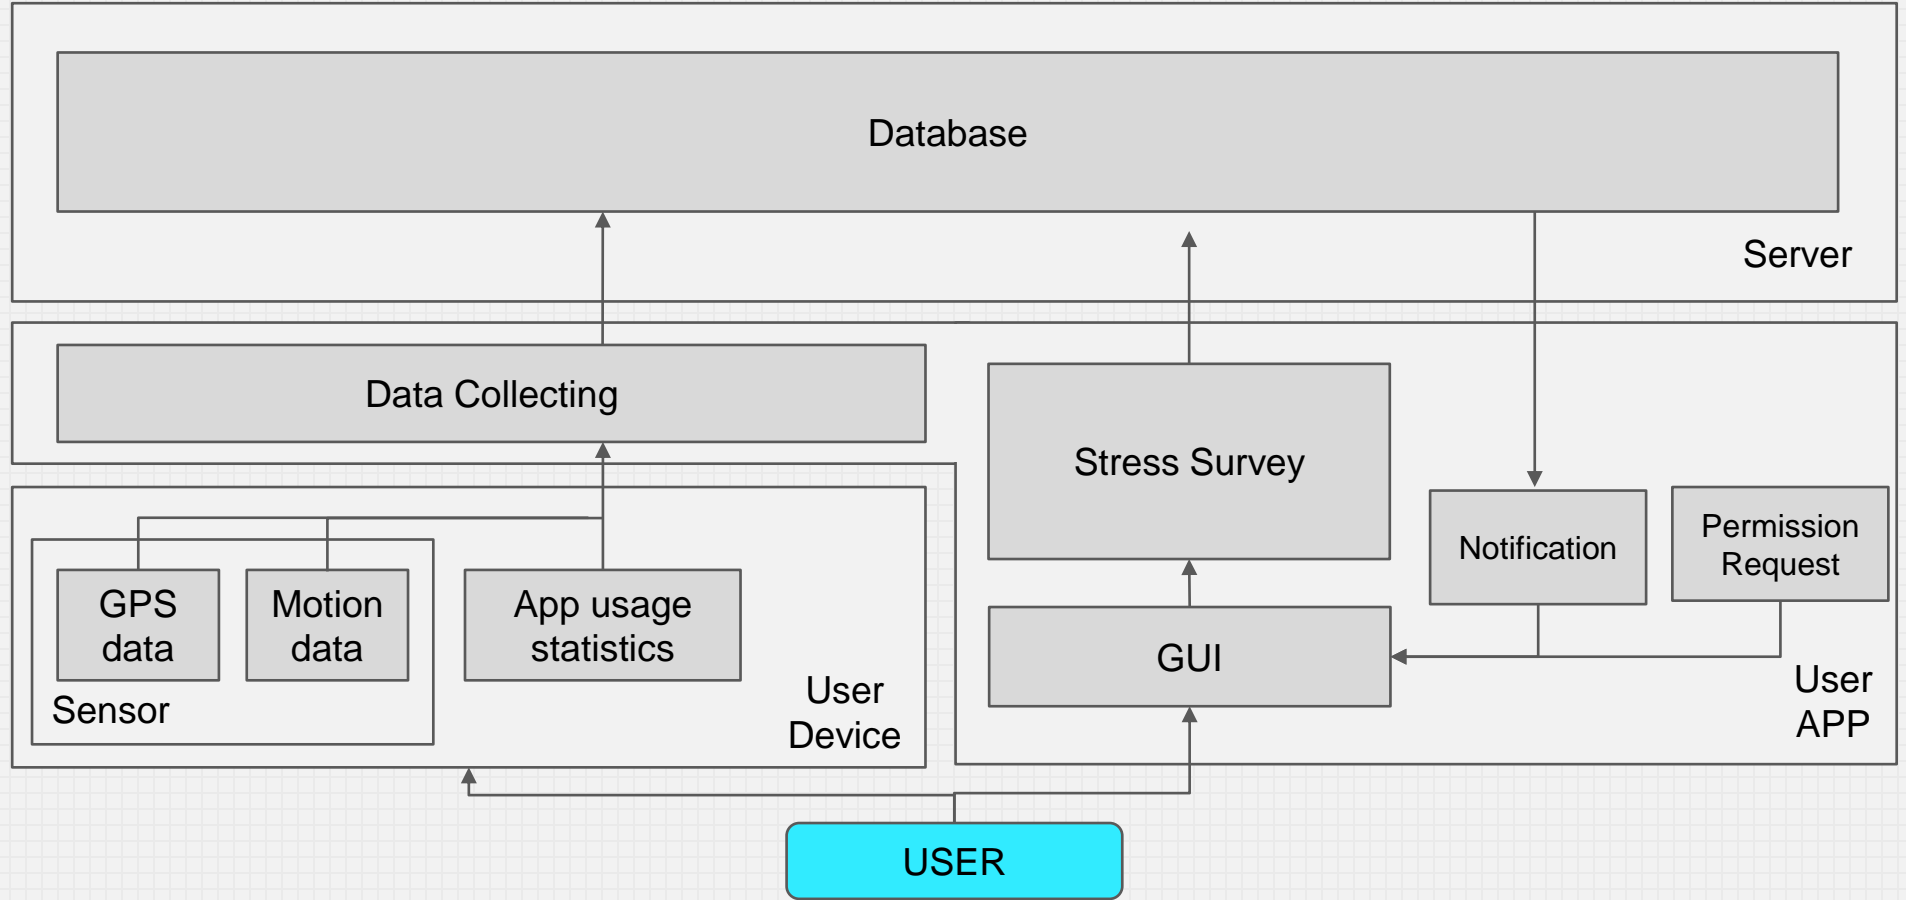 Database
Server
Data Collecting
Stress Survey
Notification
Permission
Request
GPS
data
Motion
data
App usage
statistics
Sensor
User
Device
GUI
User
APP
USER